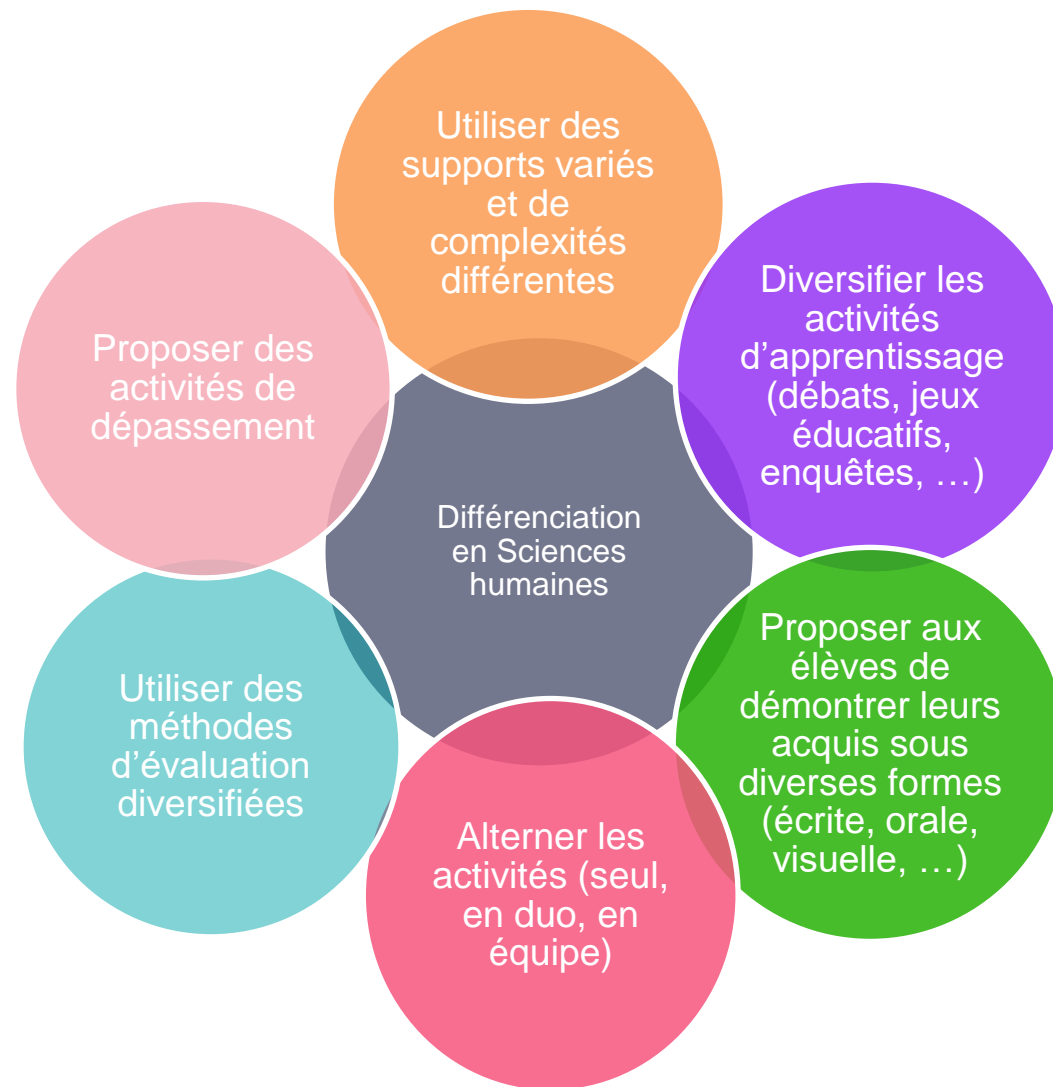 Utiliser des
supports variés
et de
complexités
différentes
Diversifier les
activités
d’apprentissage
(débats, jeux
éducatifs,
enquêtes, …)
Proposer aux
élèves de
démontrer leurs
acquis sous
diverses formes
(écrite, orale,
visuelle, …)
Alterner les
activités (seul,
en duo, en
équipe)
Utiliser des
méthodes
d’évaluation
diversifiées
Proposer des
activités de
dépassement
Différenciation
en Sciences
humaines